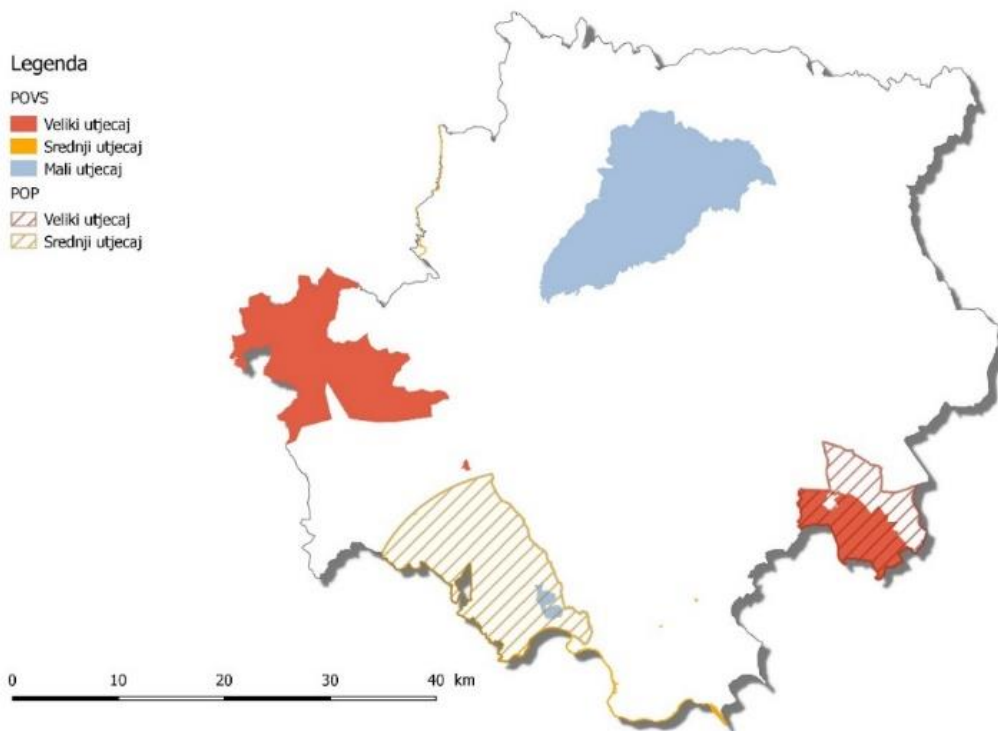 Legenda
POVS
Veliki utjecaj
Srednji utjecaj
Mali utjecaj
POP
Veliki utjecaj
Srednji utjecaj
0 10 20 30 40 km